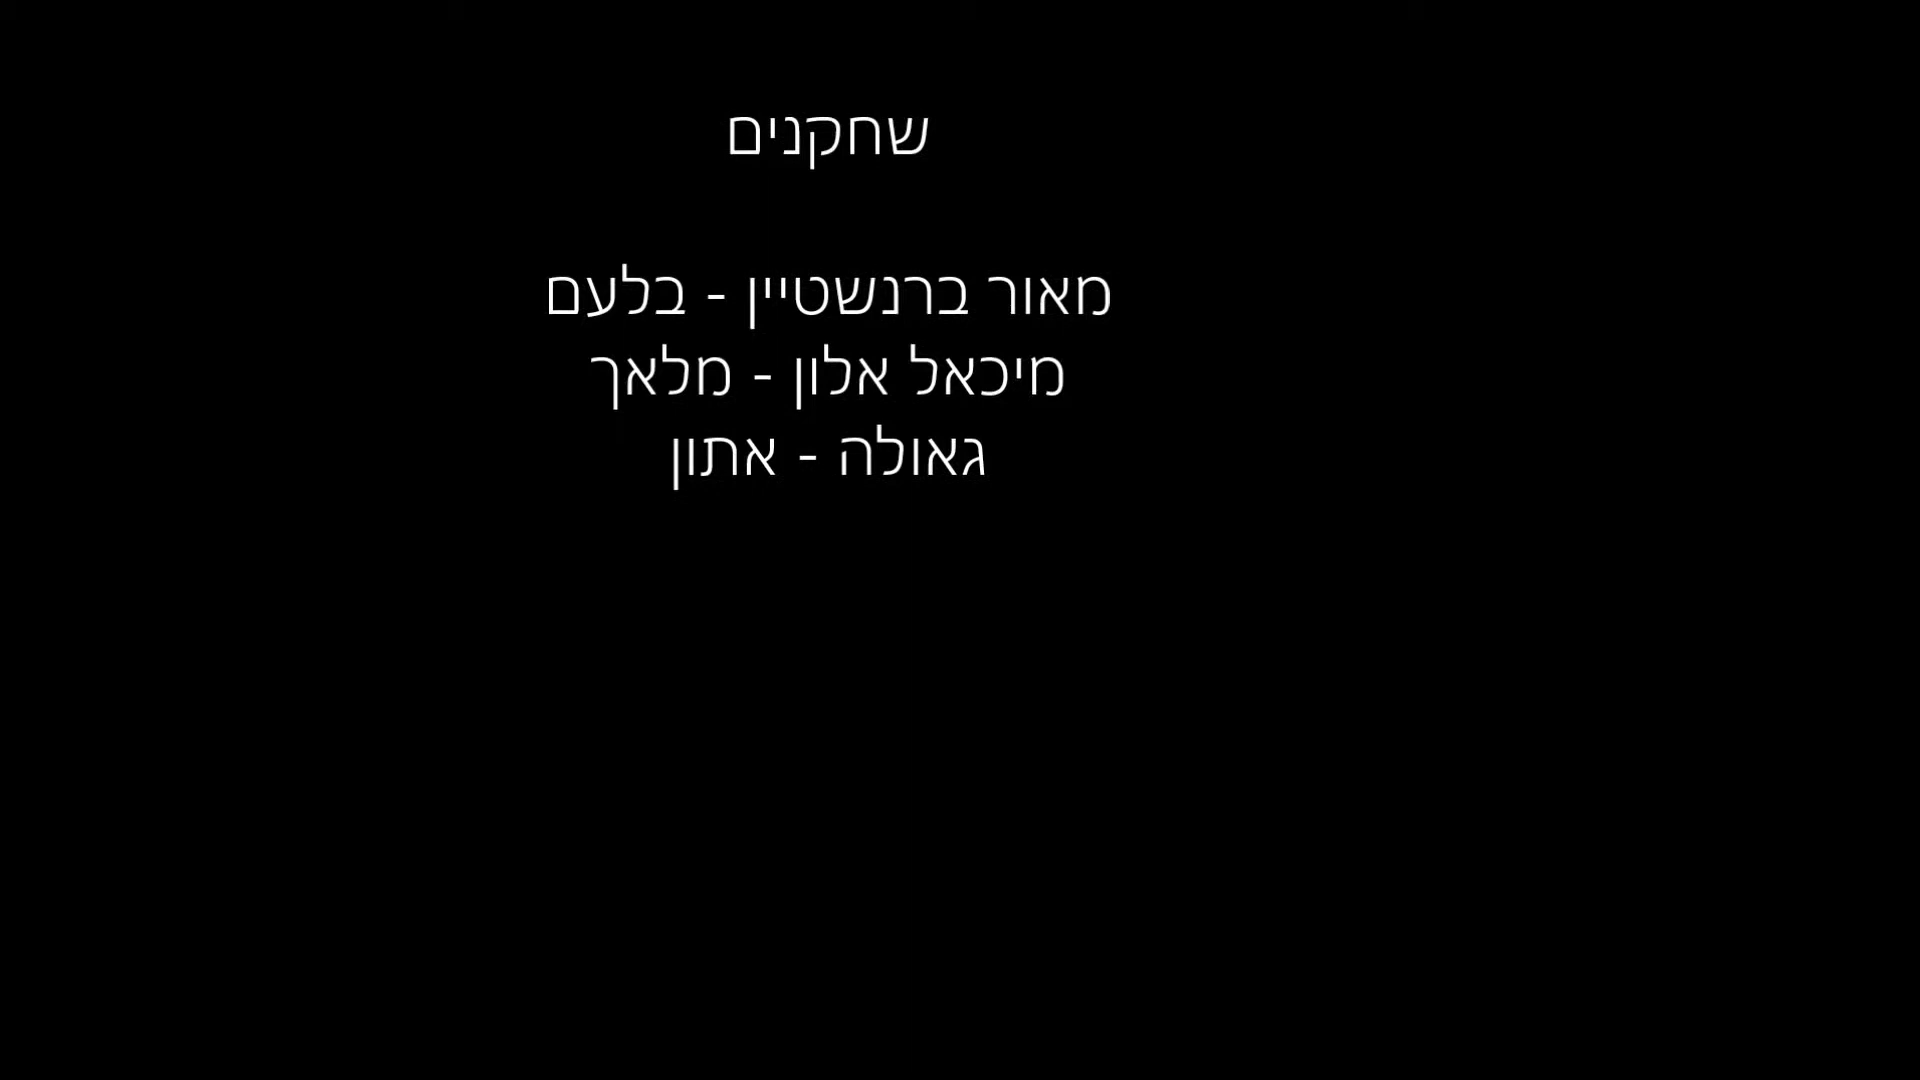 שחקנים
מאור ברנשטיין - בלעם
מיכאל אלון - מלאך
גאולה - אתון